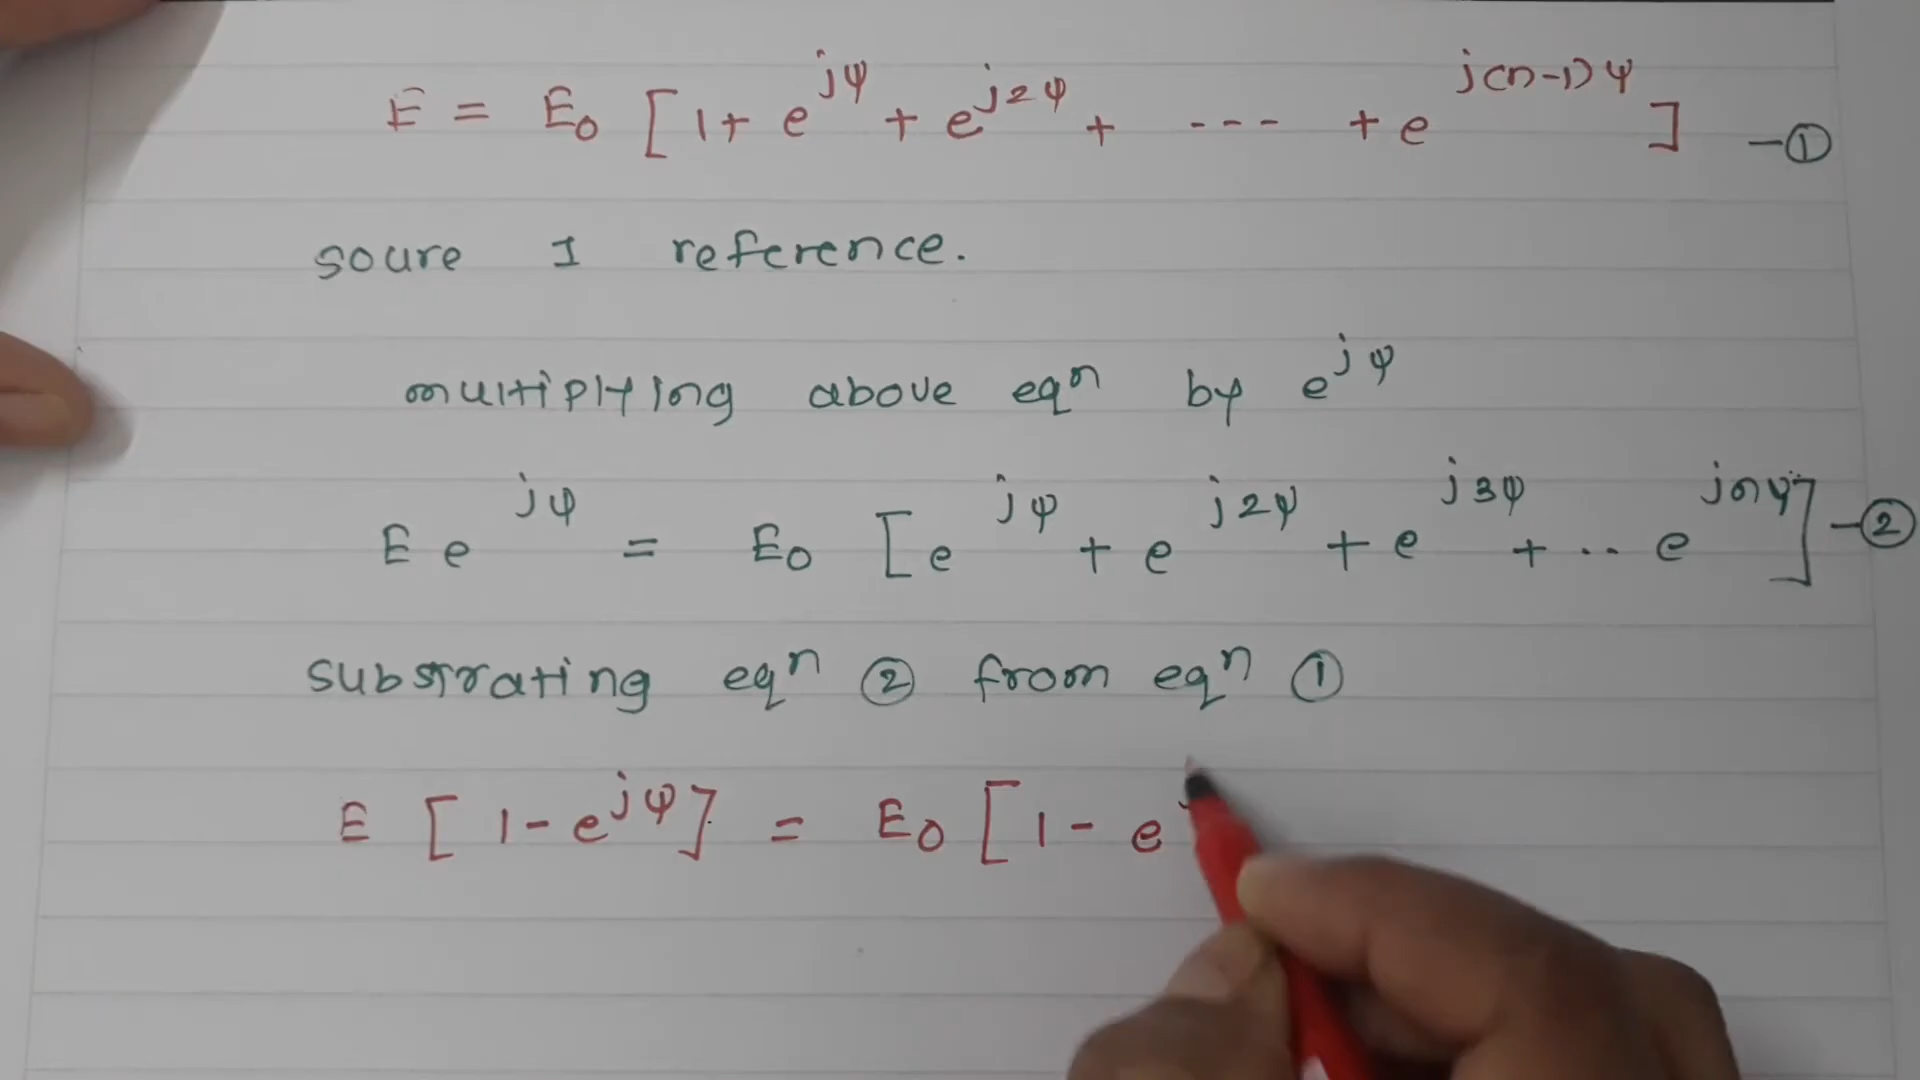 E = E₀ [1 + e^{jψ} + e^{j2ψ} + --- + e^{j(n-1)ψ}] -①
soure 1 reference.
multiplying above eqⁿ by e^{jψ}
E e^{jψ} = E₀ [e^{jψ} + e^{j2ψ} + e^{j3ψ} + .. e^{jnψ}] -②
substrating eqⁿ ② from eqⁿ ①
E [1 - e^{jψ}] = E₀ [1 - e